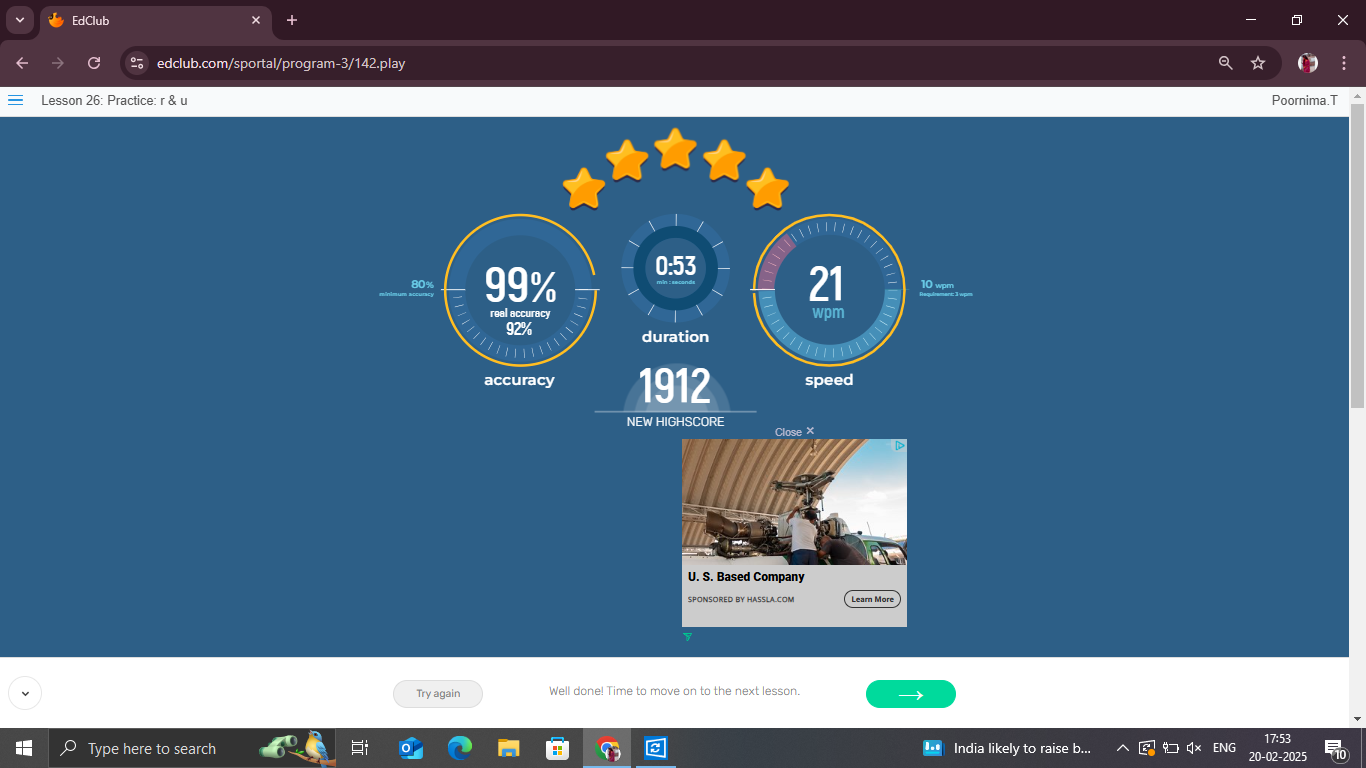 EdClub
edclub.com/sportal/program-3/142.play
Lesson 26: Practice: r & u
Poornima.T
99%
real accuracy
92%
80%
minimum accuracy
accuracy
0:53
min : seconds
duration
21
wpm
10 wpm
Requirement: 3 wpm
speed
1912
NEW HIGHSCORE
Close ✕
U. S. Based Company
SPONSORED BY HASSLA.COM
Learn More
Try again
Well done! Time to move on to the next lesson.
Type here to search
India likely to raise b...
ENG
17:53
20-02-2025
10